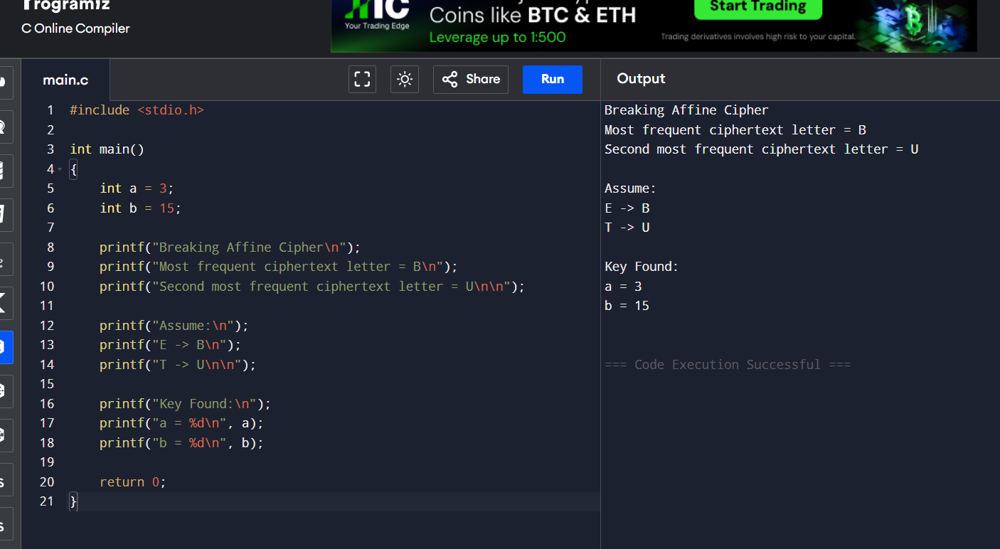 Programiz
C Online Compiler
Your Trading Edge
Coins like BTC & ETH
Leverage up to 1:500
Start Trading
Trading derivatives involves high risk to your capital.
main.c
Share
Run
Output
1 #include <stdio.h>
2
3 int main()
4 {
5     int a = 3;
6     int b = 15;
7
8     printf("Breaking Affine Cipher\n");
9     printf("Most frequent ciphertext letter = B\n");
10     printf("Second most frequent ciphertext letter = U\n\n");
11
12     printf("Assume:\n");
13     printf("E -> B\n");
14     printf("T -> U\n\n");
15
16     printf("Key Found:\n");
17     printf("a = %d\n", a);
18     printf("b = %d\n", b);
19
20     return 0;
21 }
Breaking Affine Cipher
Most frequent ciphertext letter = B
Second most frequent ciphertext letter = U

Assume:
E -> B
T -> U

Key Found:
a = 3
b = 15

=== Code Execution Successful ===